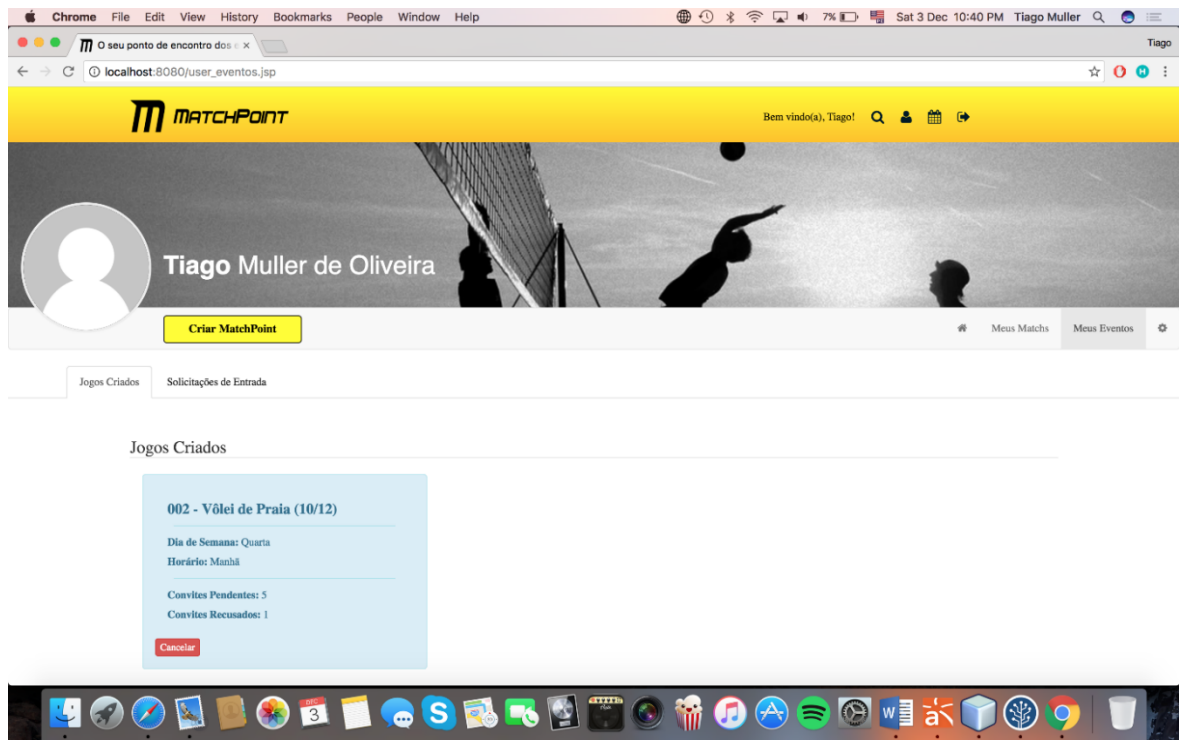 Chrome File Edit View History Bookmarks People Window Help 7% Sat 3 Dec 10:40 PM Tiago Muller
O seu ponto de encontro dos Tiago
localhost:8080/user_eventos.jsp
MATCHPOINT Bem vindo(a), Tiago!
Tiago Muller de Oliveira
Criar MatchPoint Meus Matchs Meus Eventos
Jogos Criados Solicitações de Entrada
Jogos Criados
002 - Vôlei de Praia (10/12)
Dia de Semana: Quarta
Horário: Manhã
Convites Pendentes: 5
Convites Recusados: 1
Cancelar
DEC
3